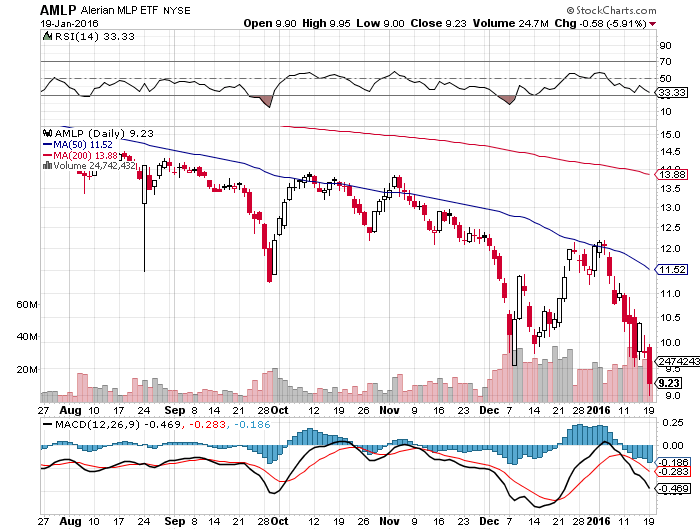 AMLP Alerian MLP ETF NYSE © StockCharts.com
19-Jan-2016 Open 9.90 High 9.95 Low 9.00 Close 9.23 Volume 24.7M Chg -0.58 (-5.91%)
RSI(14) 33.33
90
70
50
33.33
30
10
AMLP (Daily) 9.23
MA(50) 11.52
MA(200) 13.88
Volume 24,742,432
15.0
14.5
14.0
13.88
13.5
13.0
12.5
12.0
11.52
11.0
60M
10.5
40M
10.0
2474243
9.5
20M
9.23
9.0
27 Aug 10 17 24 Sep 8 14 21 28 Oct 12 19 26 Nov 9 16 23 Dec 7 14 21 28 2016 11 19
MACD(12,26,9) -0.469, -0.283, -0.186
0.25
0.00
-0.186
-0.283
-0.469
27 Aug 10 17 24 Sep 8 14 21 28 Oct 12 19 26 Nov 9 16 23 Dec 7 14 21 28 2016 11 19